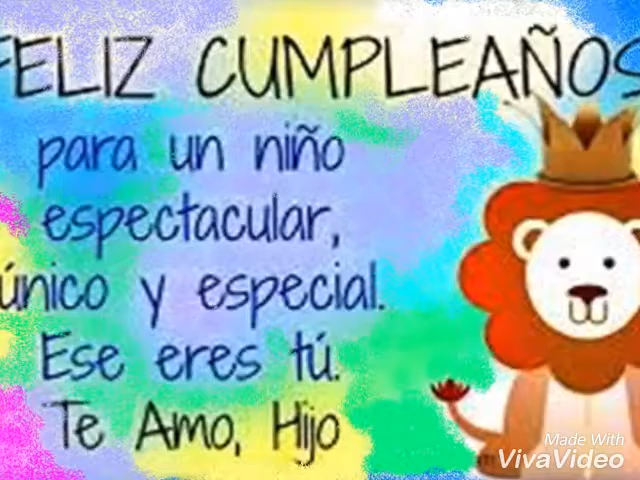 FELIZ CUMPLEAÑOS
para un niño
espectacular,
único y especial.
Ese eres tú.
Te Amo, Hijo
Made With
VivaVideo